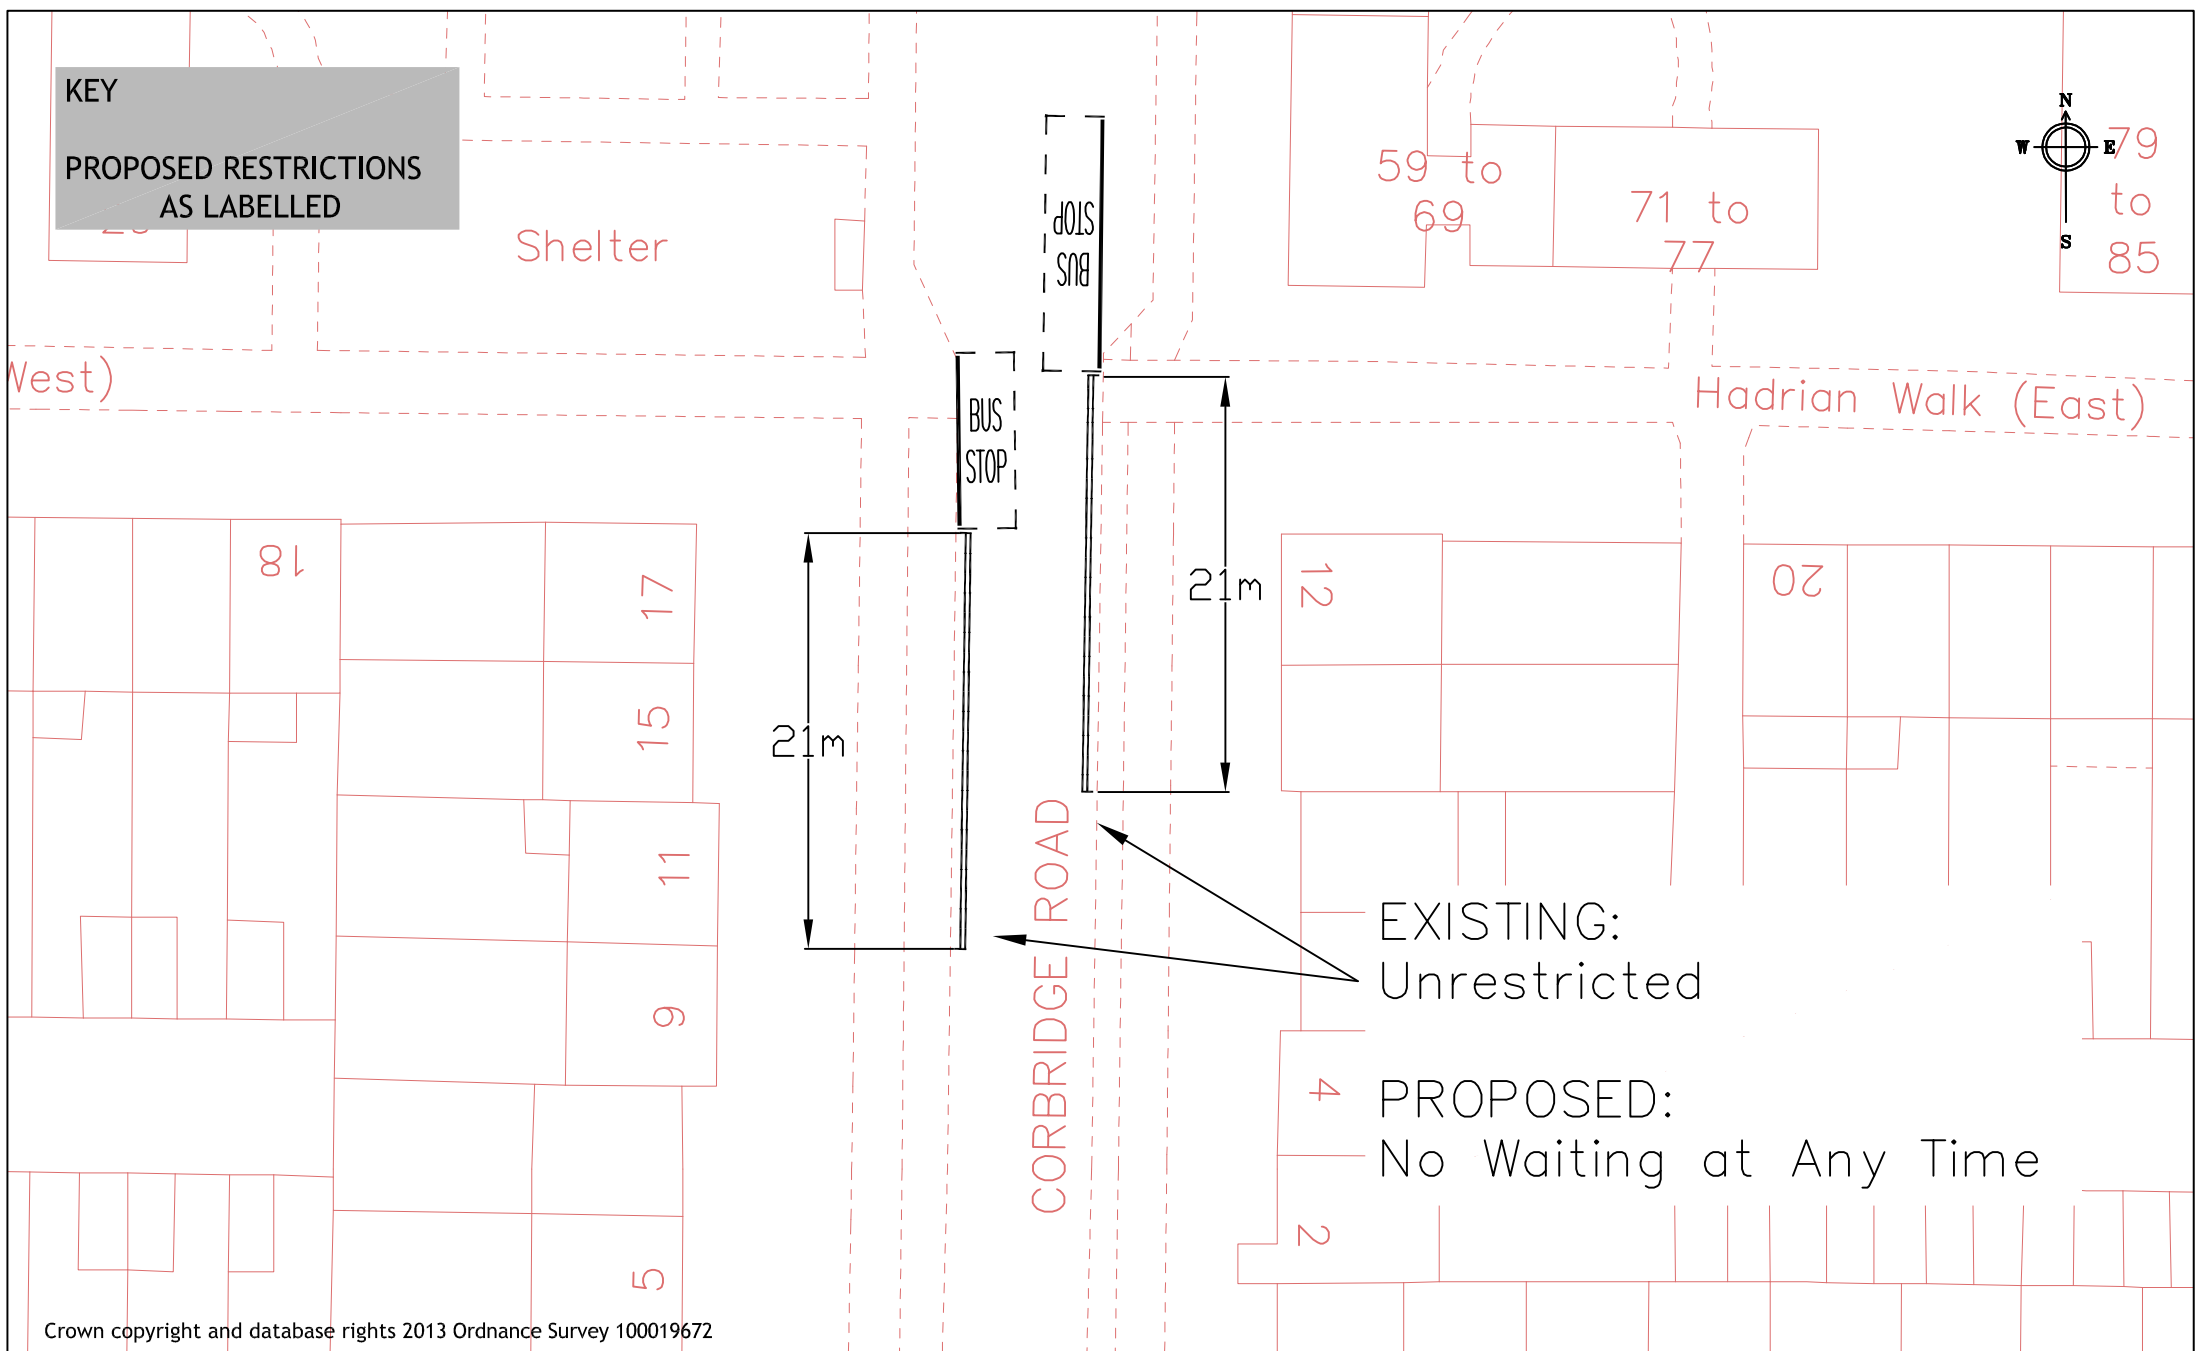 KEY
PROPOSED RESTRICTIONS
AS LABELLED
Shelter
BUS
STOP
59 to
69
71 to
77
N
W E
S
79
to
85
West)
BUS
STOP
Hadrian Walk (East)
18
17
21m
12
20
15
21m
11
9
CORBRIDGE ROAD
EXISTING:
Unrestricted
4
PROPOSED:
No Waiting at Any Time
2
5
Crown copyright and database rights 2013 Ordnance Survey 100019672